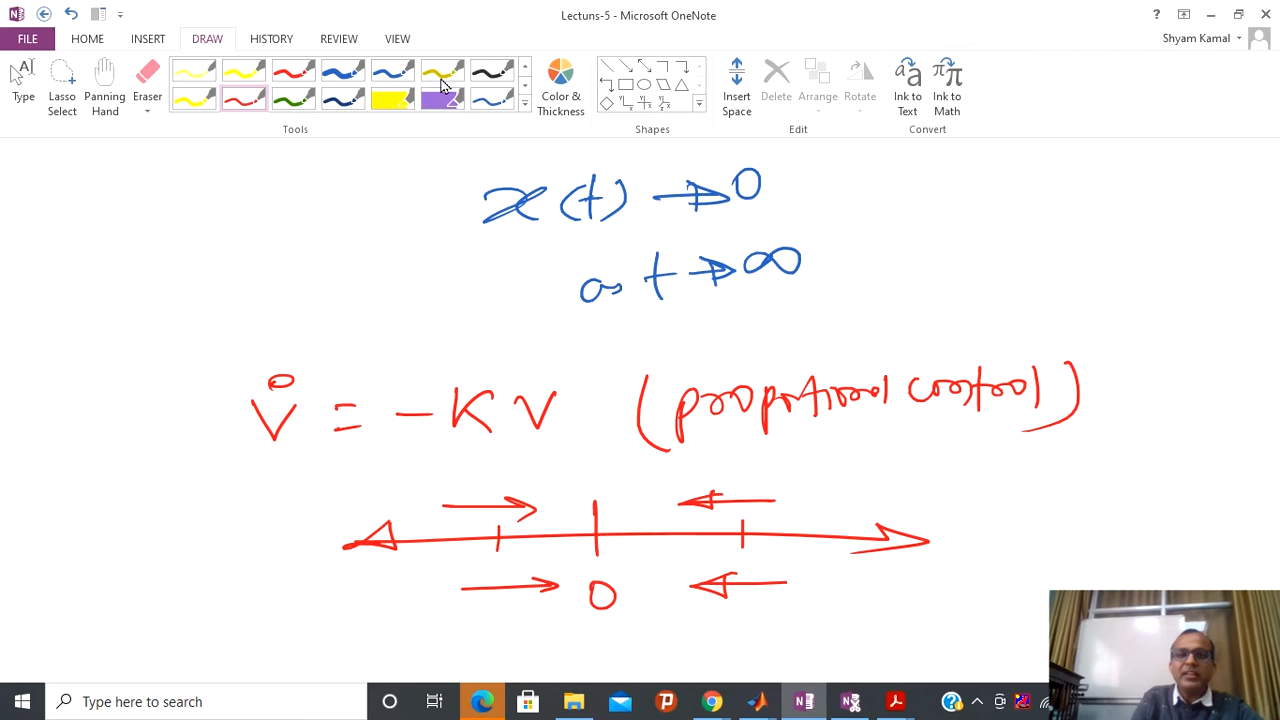 Lecturs-5 - Microsoft OneNote
Shyam Kamal
FILE HOME INSERT DRAW HISTORY REVIEW VIEW
Type
Lasso Select
Panning Hand
Eraser
Color & Thickness
Insert Space
Delete
Arrange
Rotate
Ink to Text
Ink to Math
Tools
Shapes
Edit
Convert
x(t) → 0
as t → ∞
V̇ = -KV (proportional control)
0
Type here to search